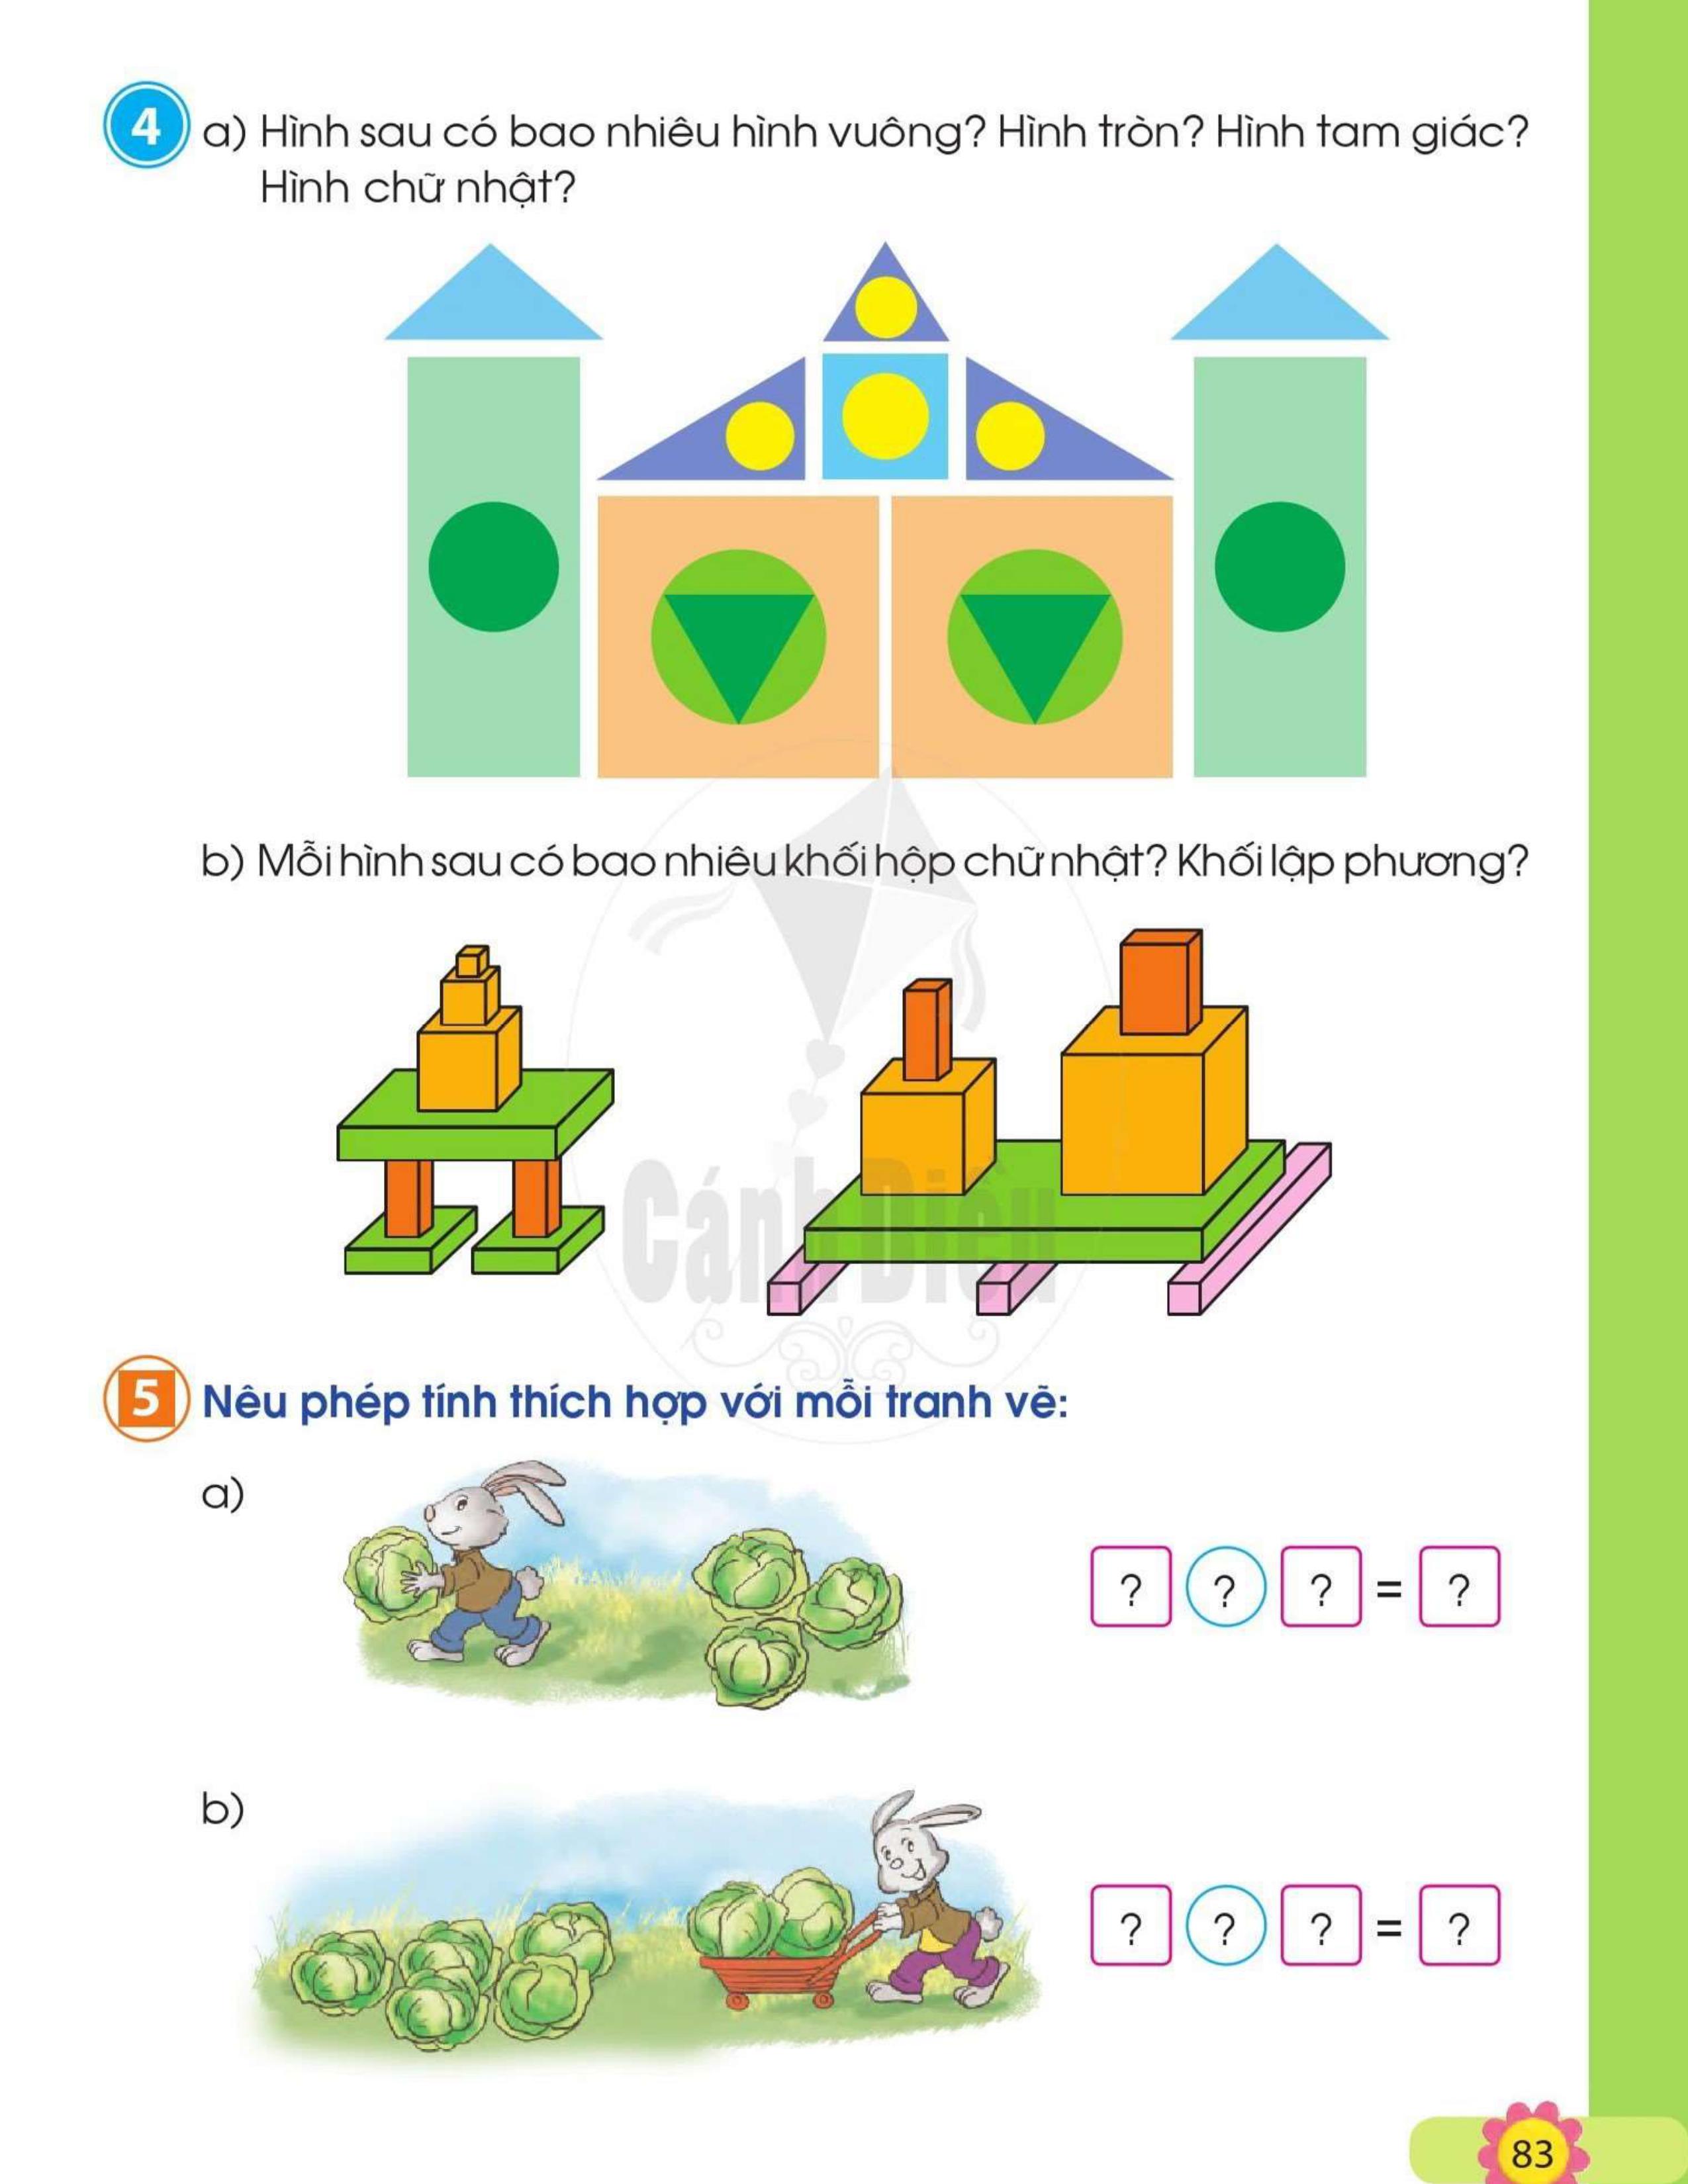 4 a) Hình sau có bao nhiêu hình vuông? Hình tròn? Hình tam giác?
Hình chữ nhật?
b) Mỗi hình sau có bao nhiêu khối hộp chữ nhật? Khối lập phương?
Cánh Diều
5 Nêu phép tính thích hợp với mỗi tranh vẽ:
a)
? ? ? = ?
b)
? ? ? = ?
83